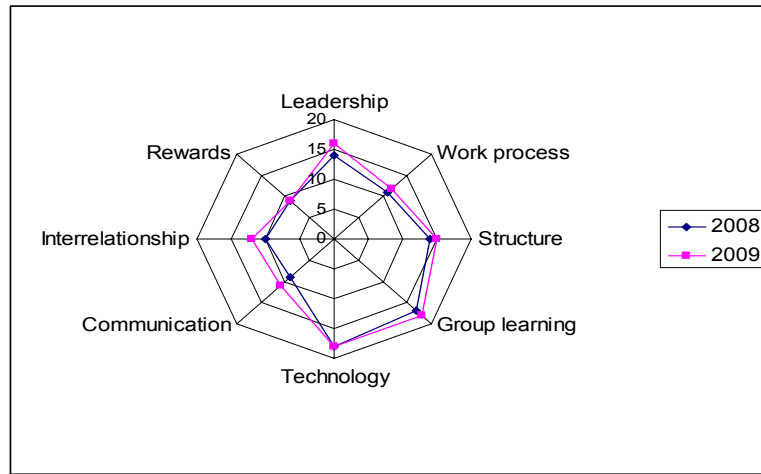 Leadership
20
Rewards
15
Work process
10
5
Interrelationship
0
Structure
2008
2009
Communication
Group learning
Technology